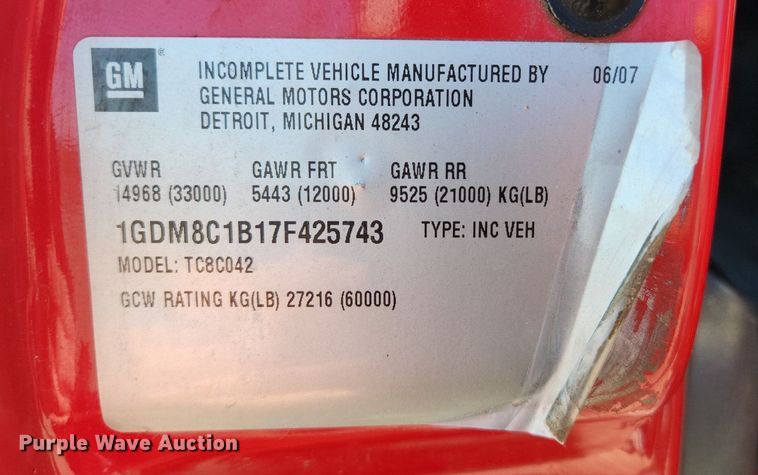 GM ®
INCOMPLETE VEHICLE MANUFACTURED BY 06/07
GENERAL MOTORS CORPORATION
DETROIT, MICHIGAN 48243
GVWR GAWR FRT GAWR RR
14968 (33000) 5443 (12000) 9525 (21000) KG(LB)
1GDM8C1B17F425743 TYPE: INC VEH
MODEL: TC8C042
GCW RATING KG(LB) 27216 (60000)
Purple Wave Auction